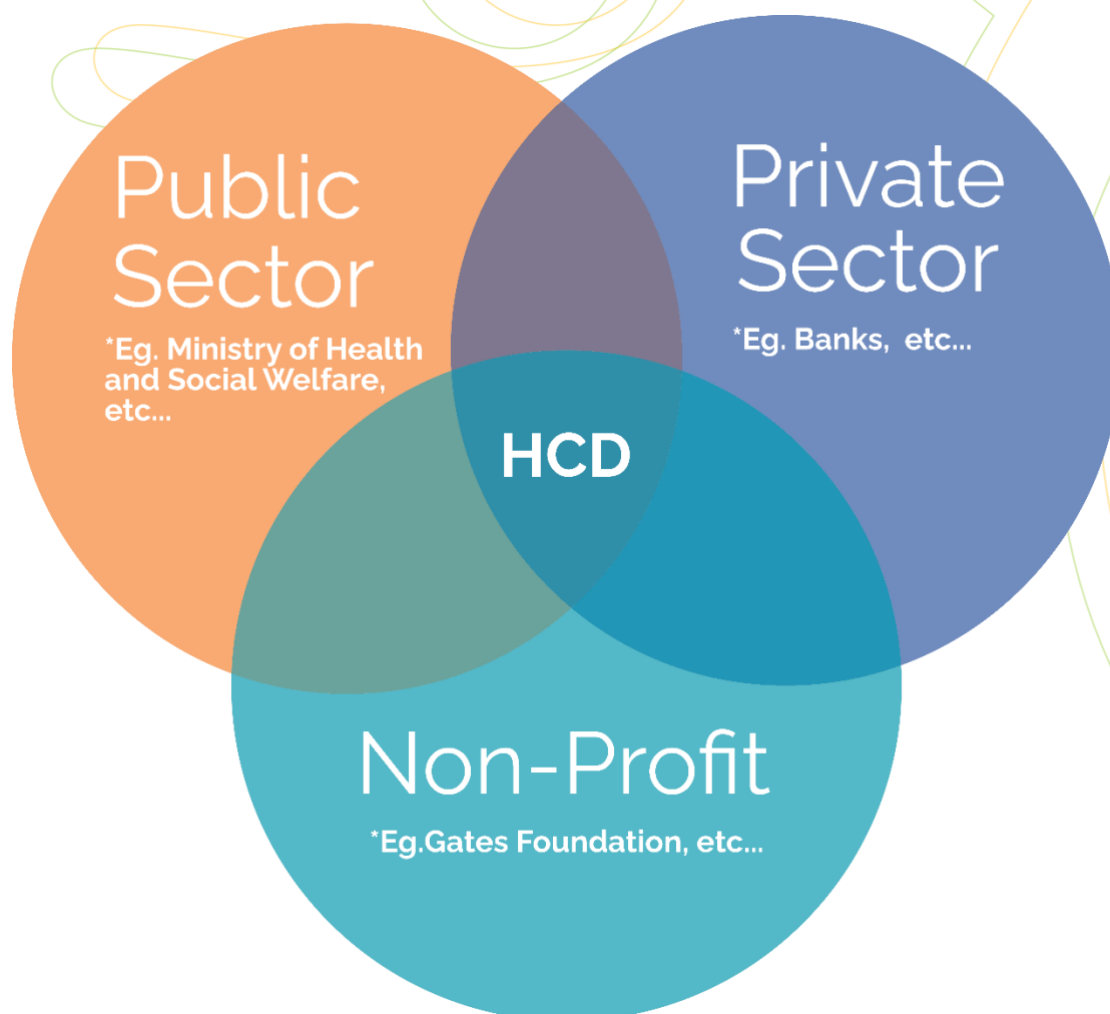 Public
Sector
*Eg. Ministry of Health
and Social Welfare,
etc...
Private
Sector
*Eg. Banks,  etc...
HCD
Non-Profit
*Eg.Gates Foundation, etc...